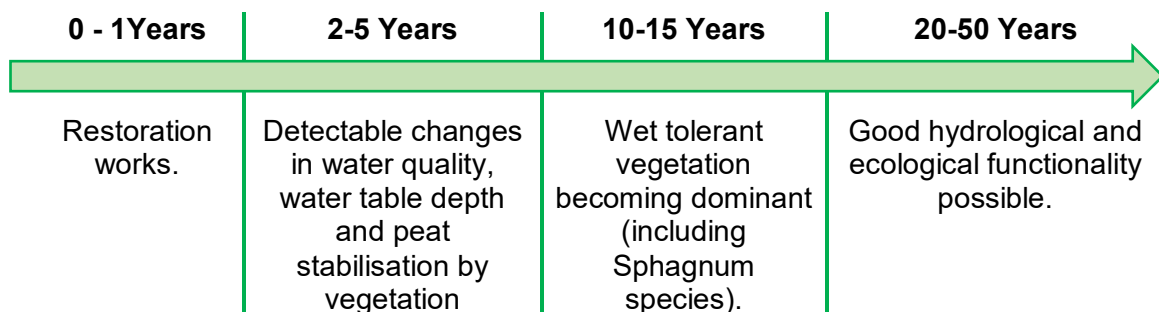 0 - 1Years
2-5 Years
10-15 Years
20-50 Years
Restoration
works.
Detectable changes
in water quality,
water table depth
and peat
stabilisation by
vegetation
Wet tolerant
vegetation
becoming dominant
(including
Sphagnum
species).
Good hydrological and
ecological functionality
possible.